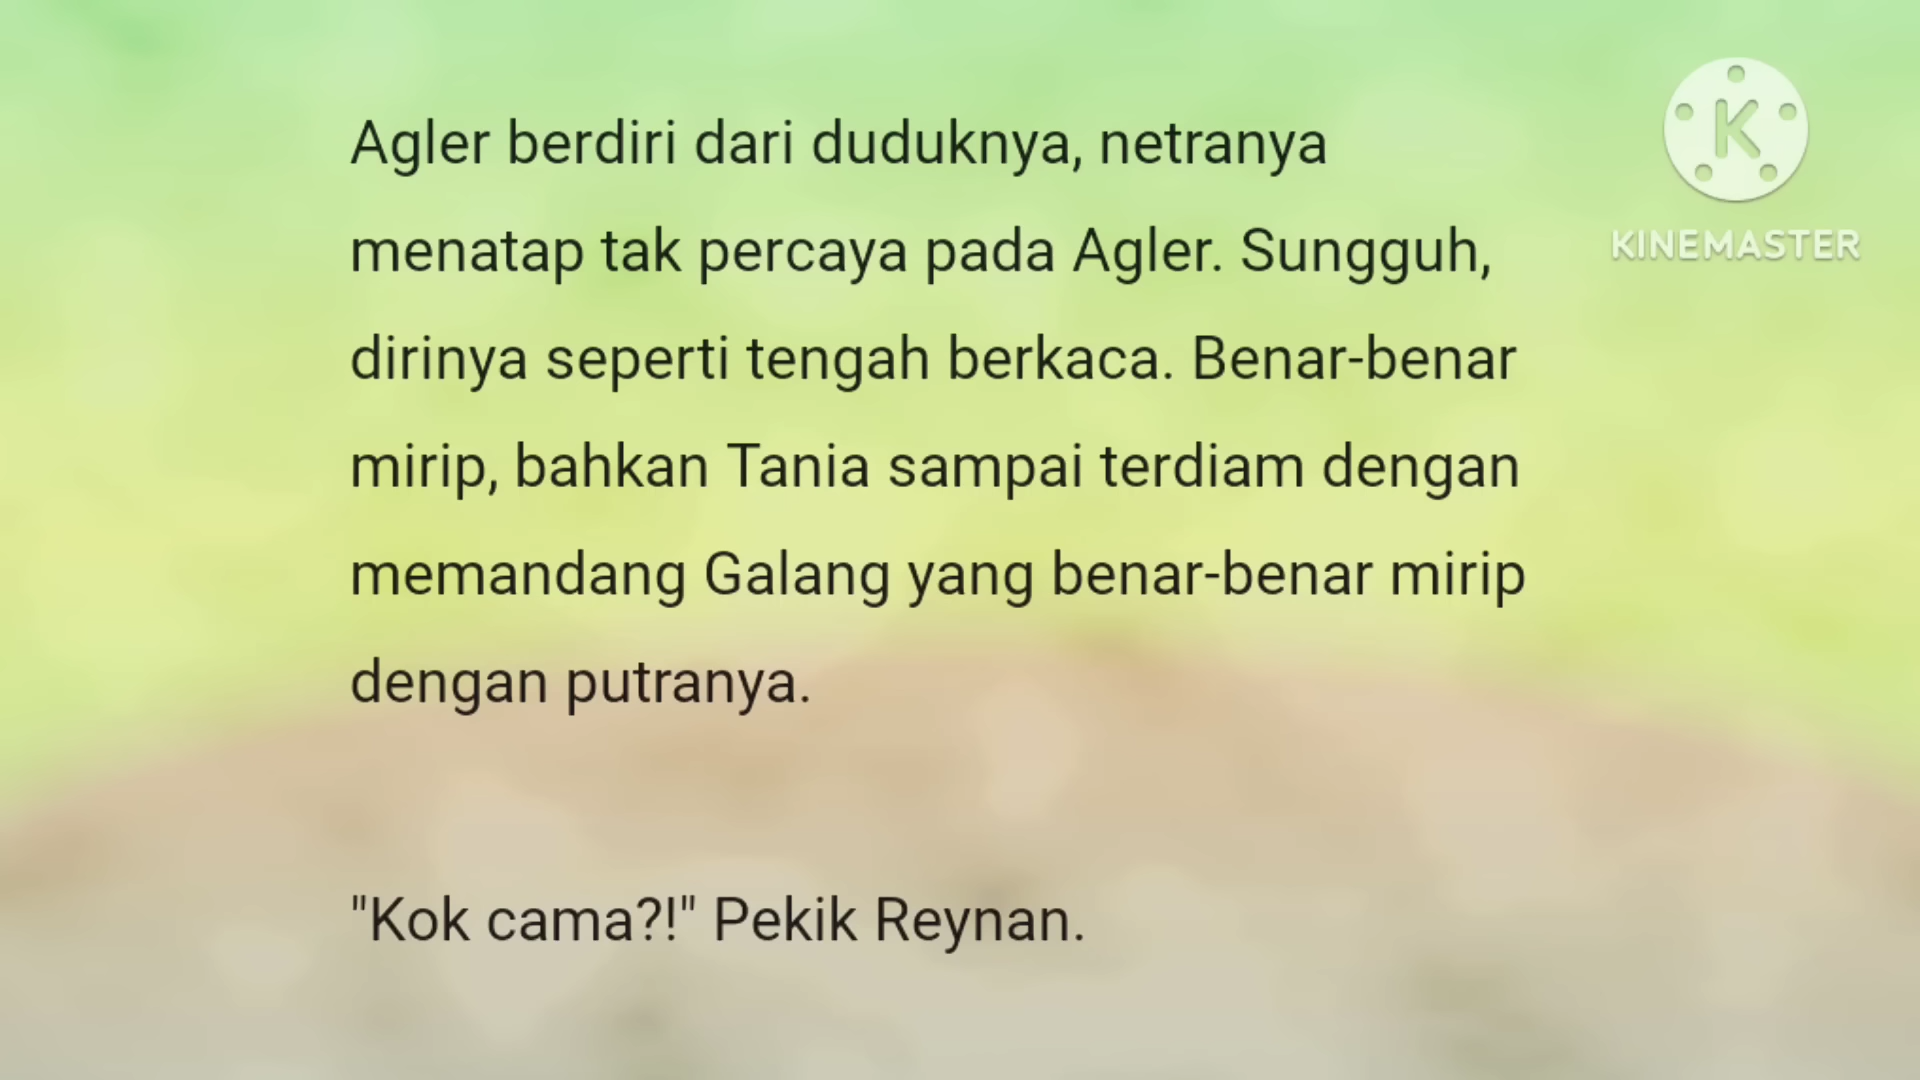 Agler berdiri dari duduknya, netranya
menatap tak percaya pada Agler. Sungguh,
dirinya seperti tengah berkaca. Benar-benar
mirip, bahkan Tania sampai terdiam dengan
memandang Galang yang benar-benar mirip
dengan putranya.
"Kok cama?!" Pekik Reynan.
K
KINEMASTER